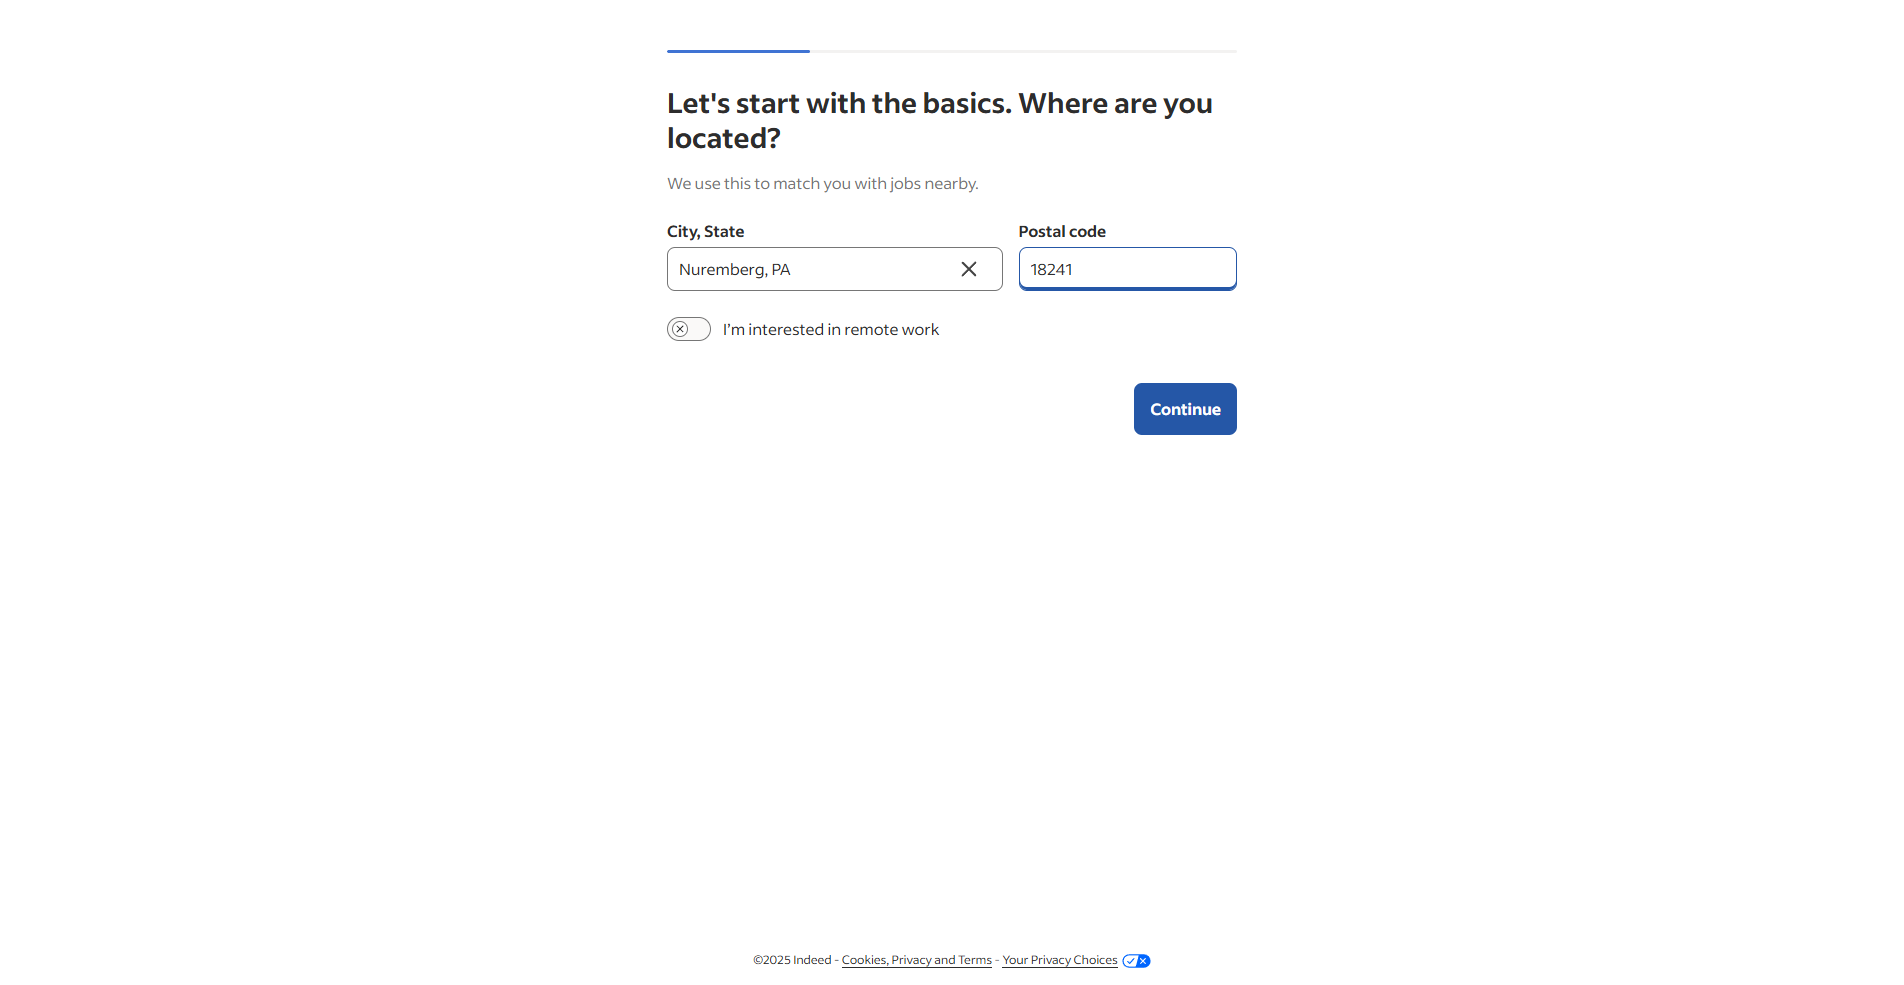 Let's start with the basics. Where are you
located?
We use this to match you with jobs nearby.
City, State
Postal code
Nuremberg, PA
18241
I’m interested in remote work
Continue
©2025 Indeed - Cookies, Privacy and Terms - Your Privacy Choices